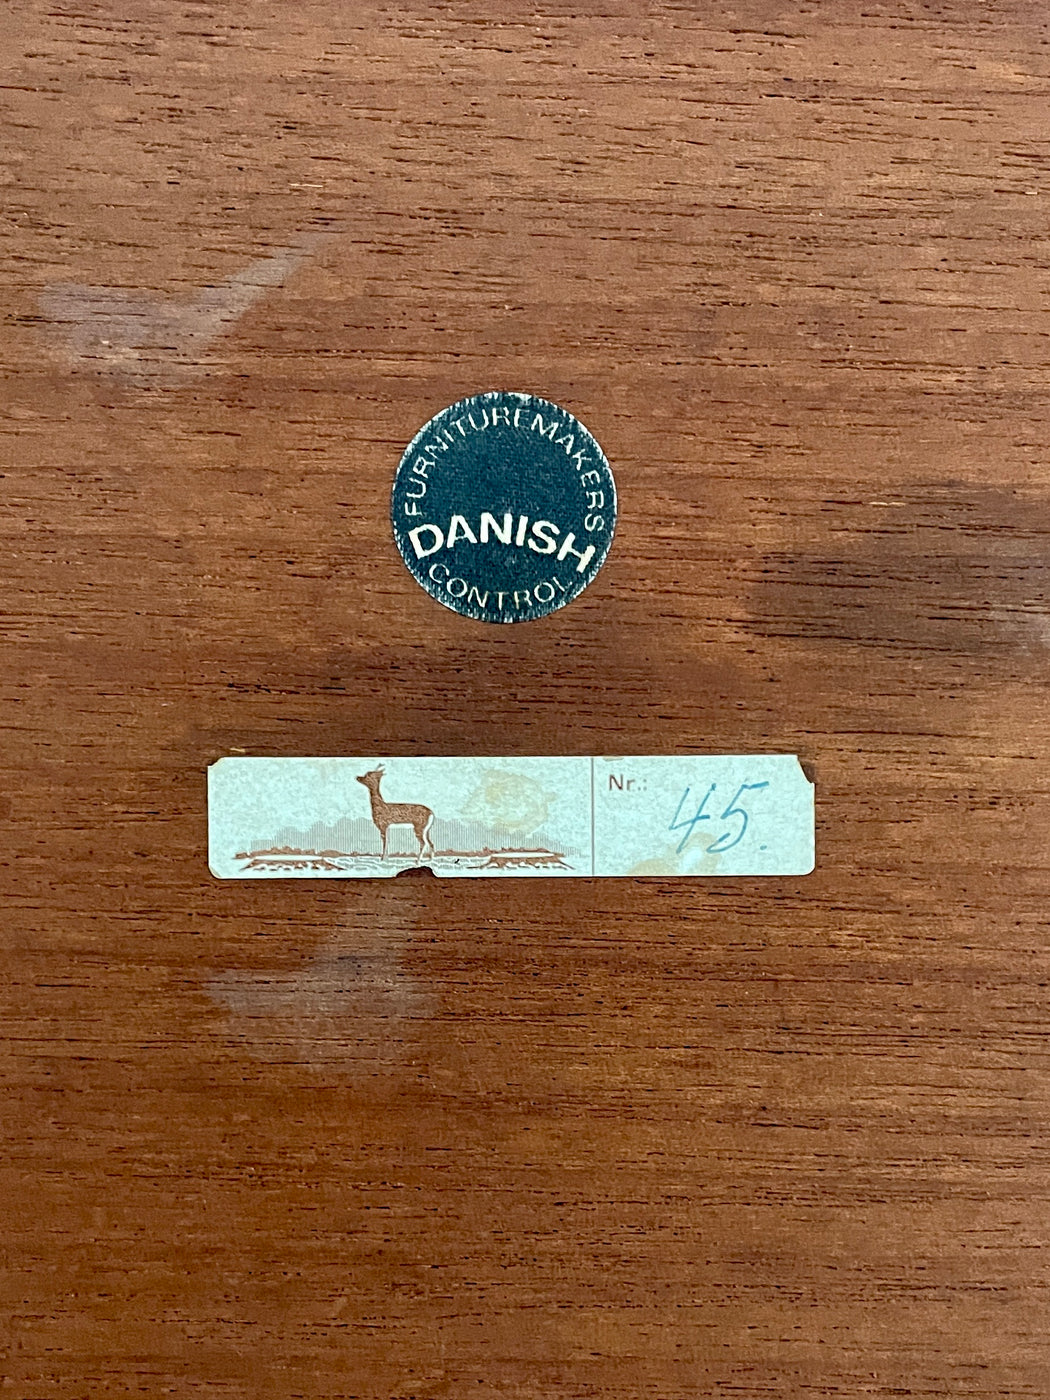 FURNITUREMAKERS
DANISH
CONTROL
Nr.: 45.